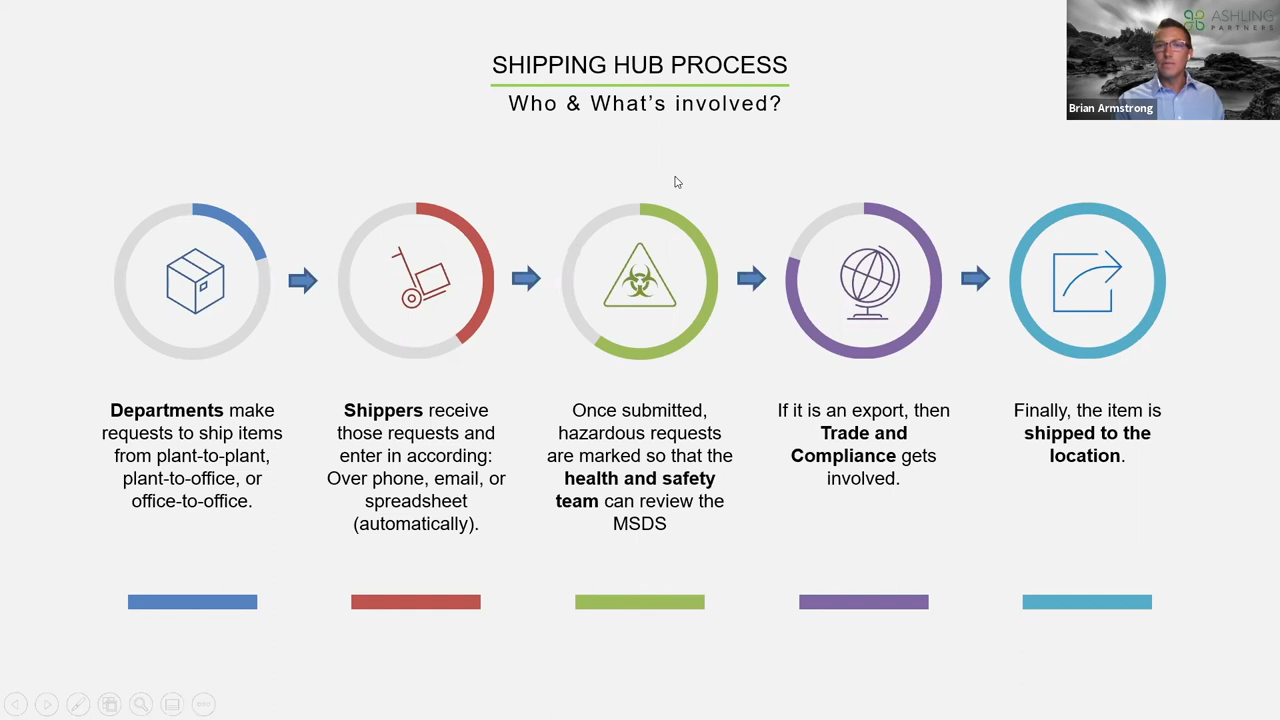 ASHLING
PARTNERS
Brian Armstrong
SHIPPING HUB PROCESS
Who & What's involved?
Departments make
requests to ship items
from plant-to-plant,
plant-to-office, or
office-to-office.
Shippers receive
those requests and
enter in according:
Over phone, email, or
spreadsheet
(automatically).
Once submitted,
hazardous requests
are marked so that the
health and safety
team can review the
MSDS
If it is an export, then
Trade and
Compliance gets
involved.
Finally, the item is
shipped to the
location.